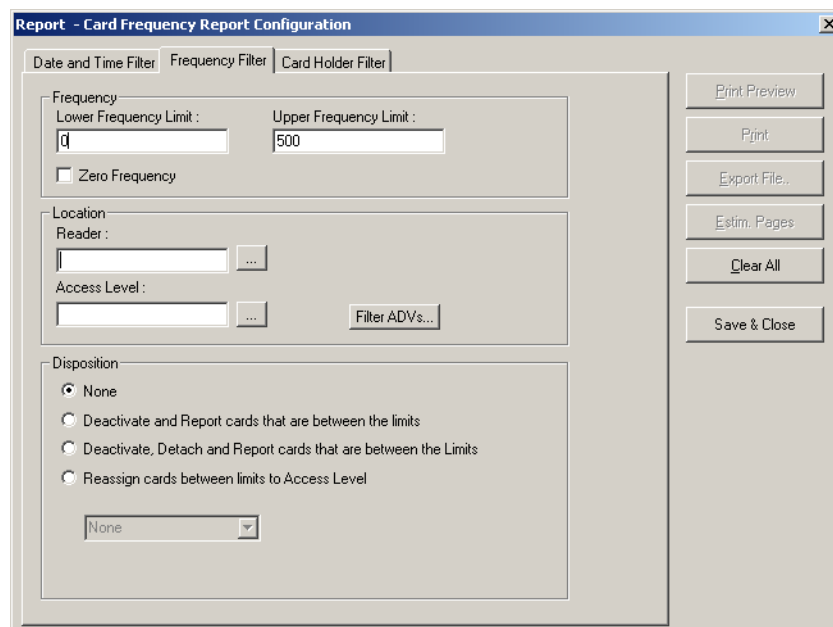 Report - Card Frequency Report Configuration
Date and Time Filter Frequency Filter Card Holder Filter
Frequency
Lower Frequency Limit : Upper Frequency Limit :
0 500
Zero Frequency
Location
Reader :
...
Access Level :
... Filter ADVs...
Disposition
None
Deactivate and Report cards that are between the limits
Deactivate, Detach and Report cards that are between the Limits
Reassign cards between limits to Access Level
None
Print Preview
Print
Export File..
Estim. Pages
Clear All
Save & Close